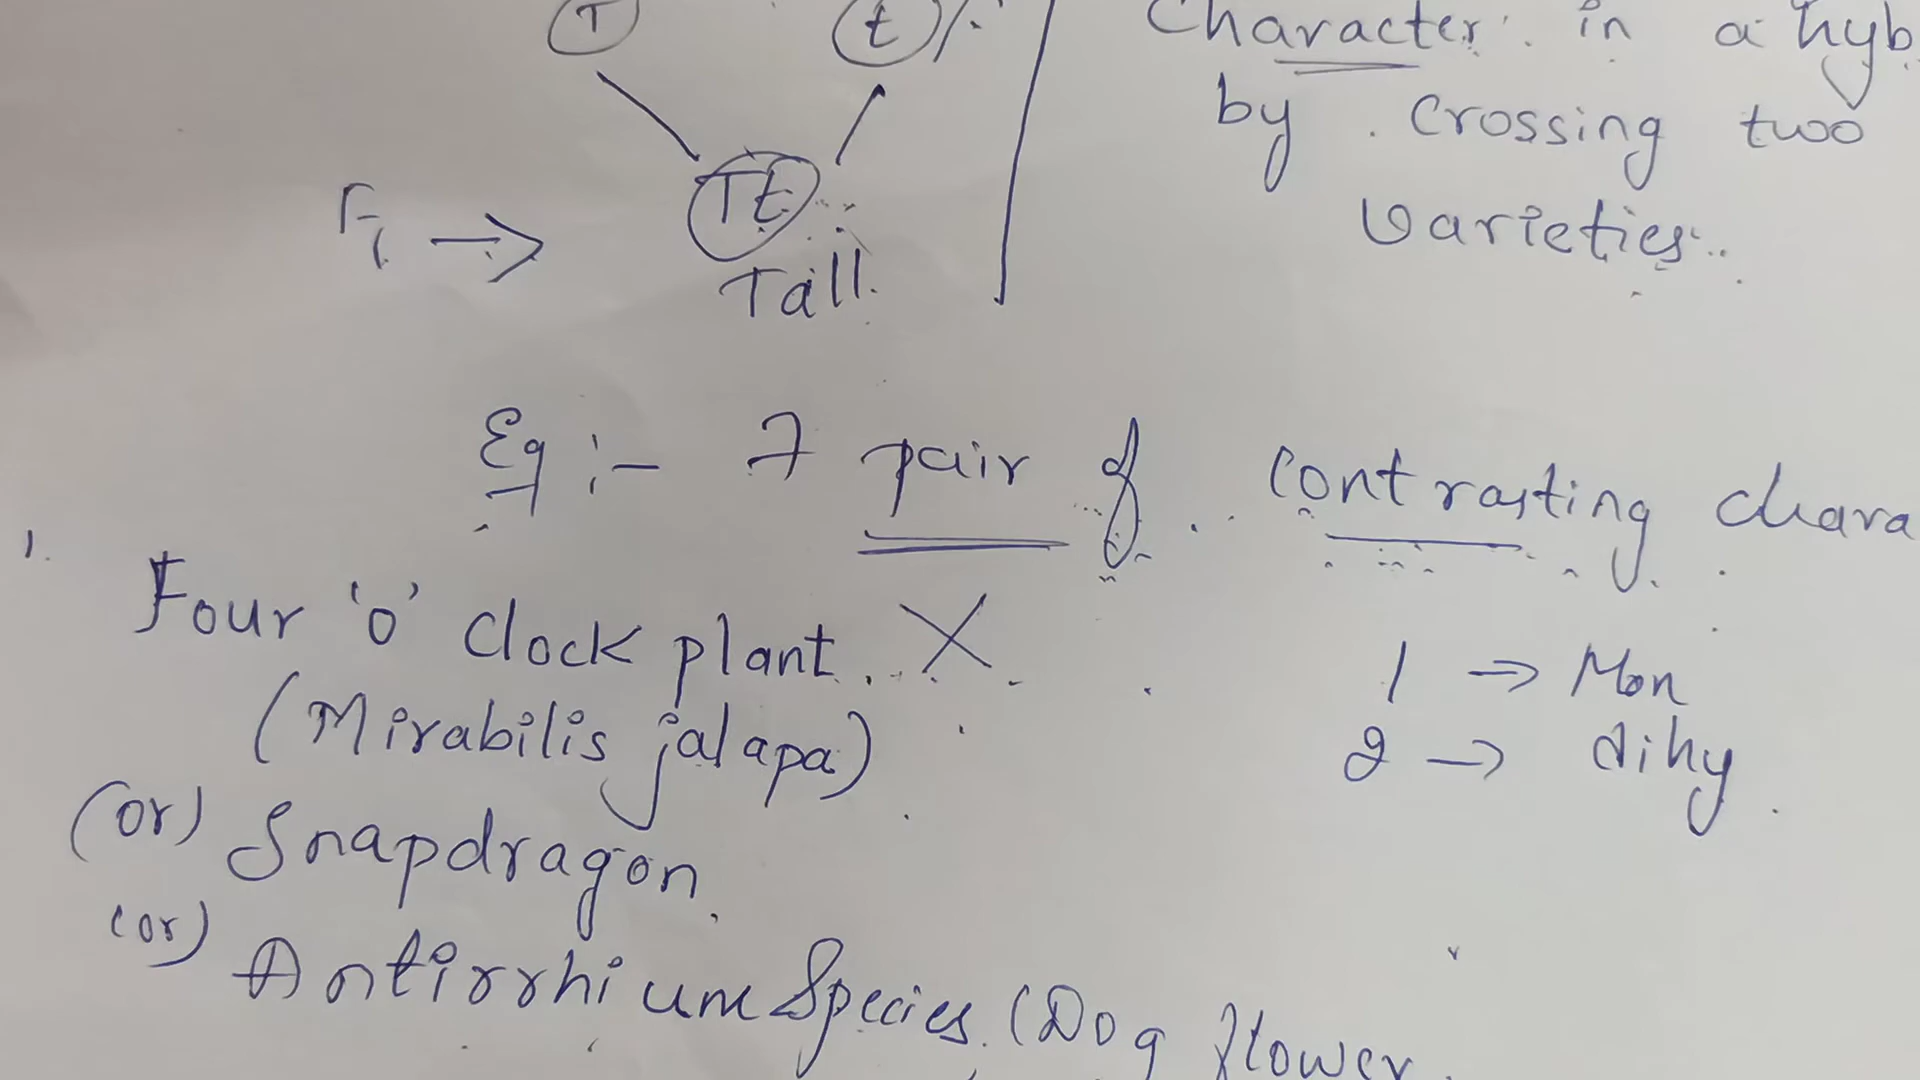 T t
Character in a hyb
by crossing two
varieties.
F1 → Tt
Tall.
Eg :- 7 pair of contrasting chara
1.
Four 'o' clock plant. X
(Mirabilis jalapa)
(or) Snapdragon.
(or)
Antirrhium Species. (Dog flower
1 → Mon
2 → dihy